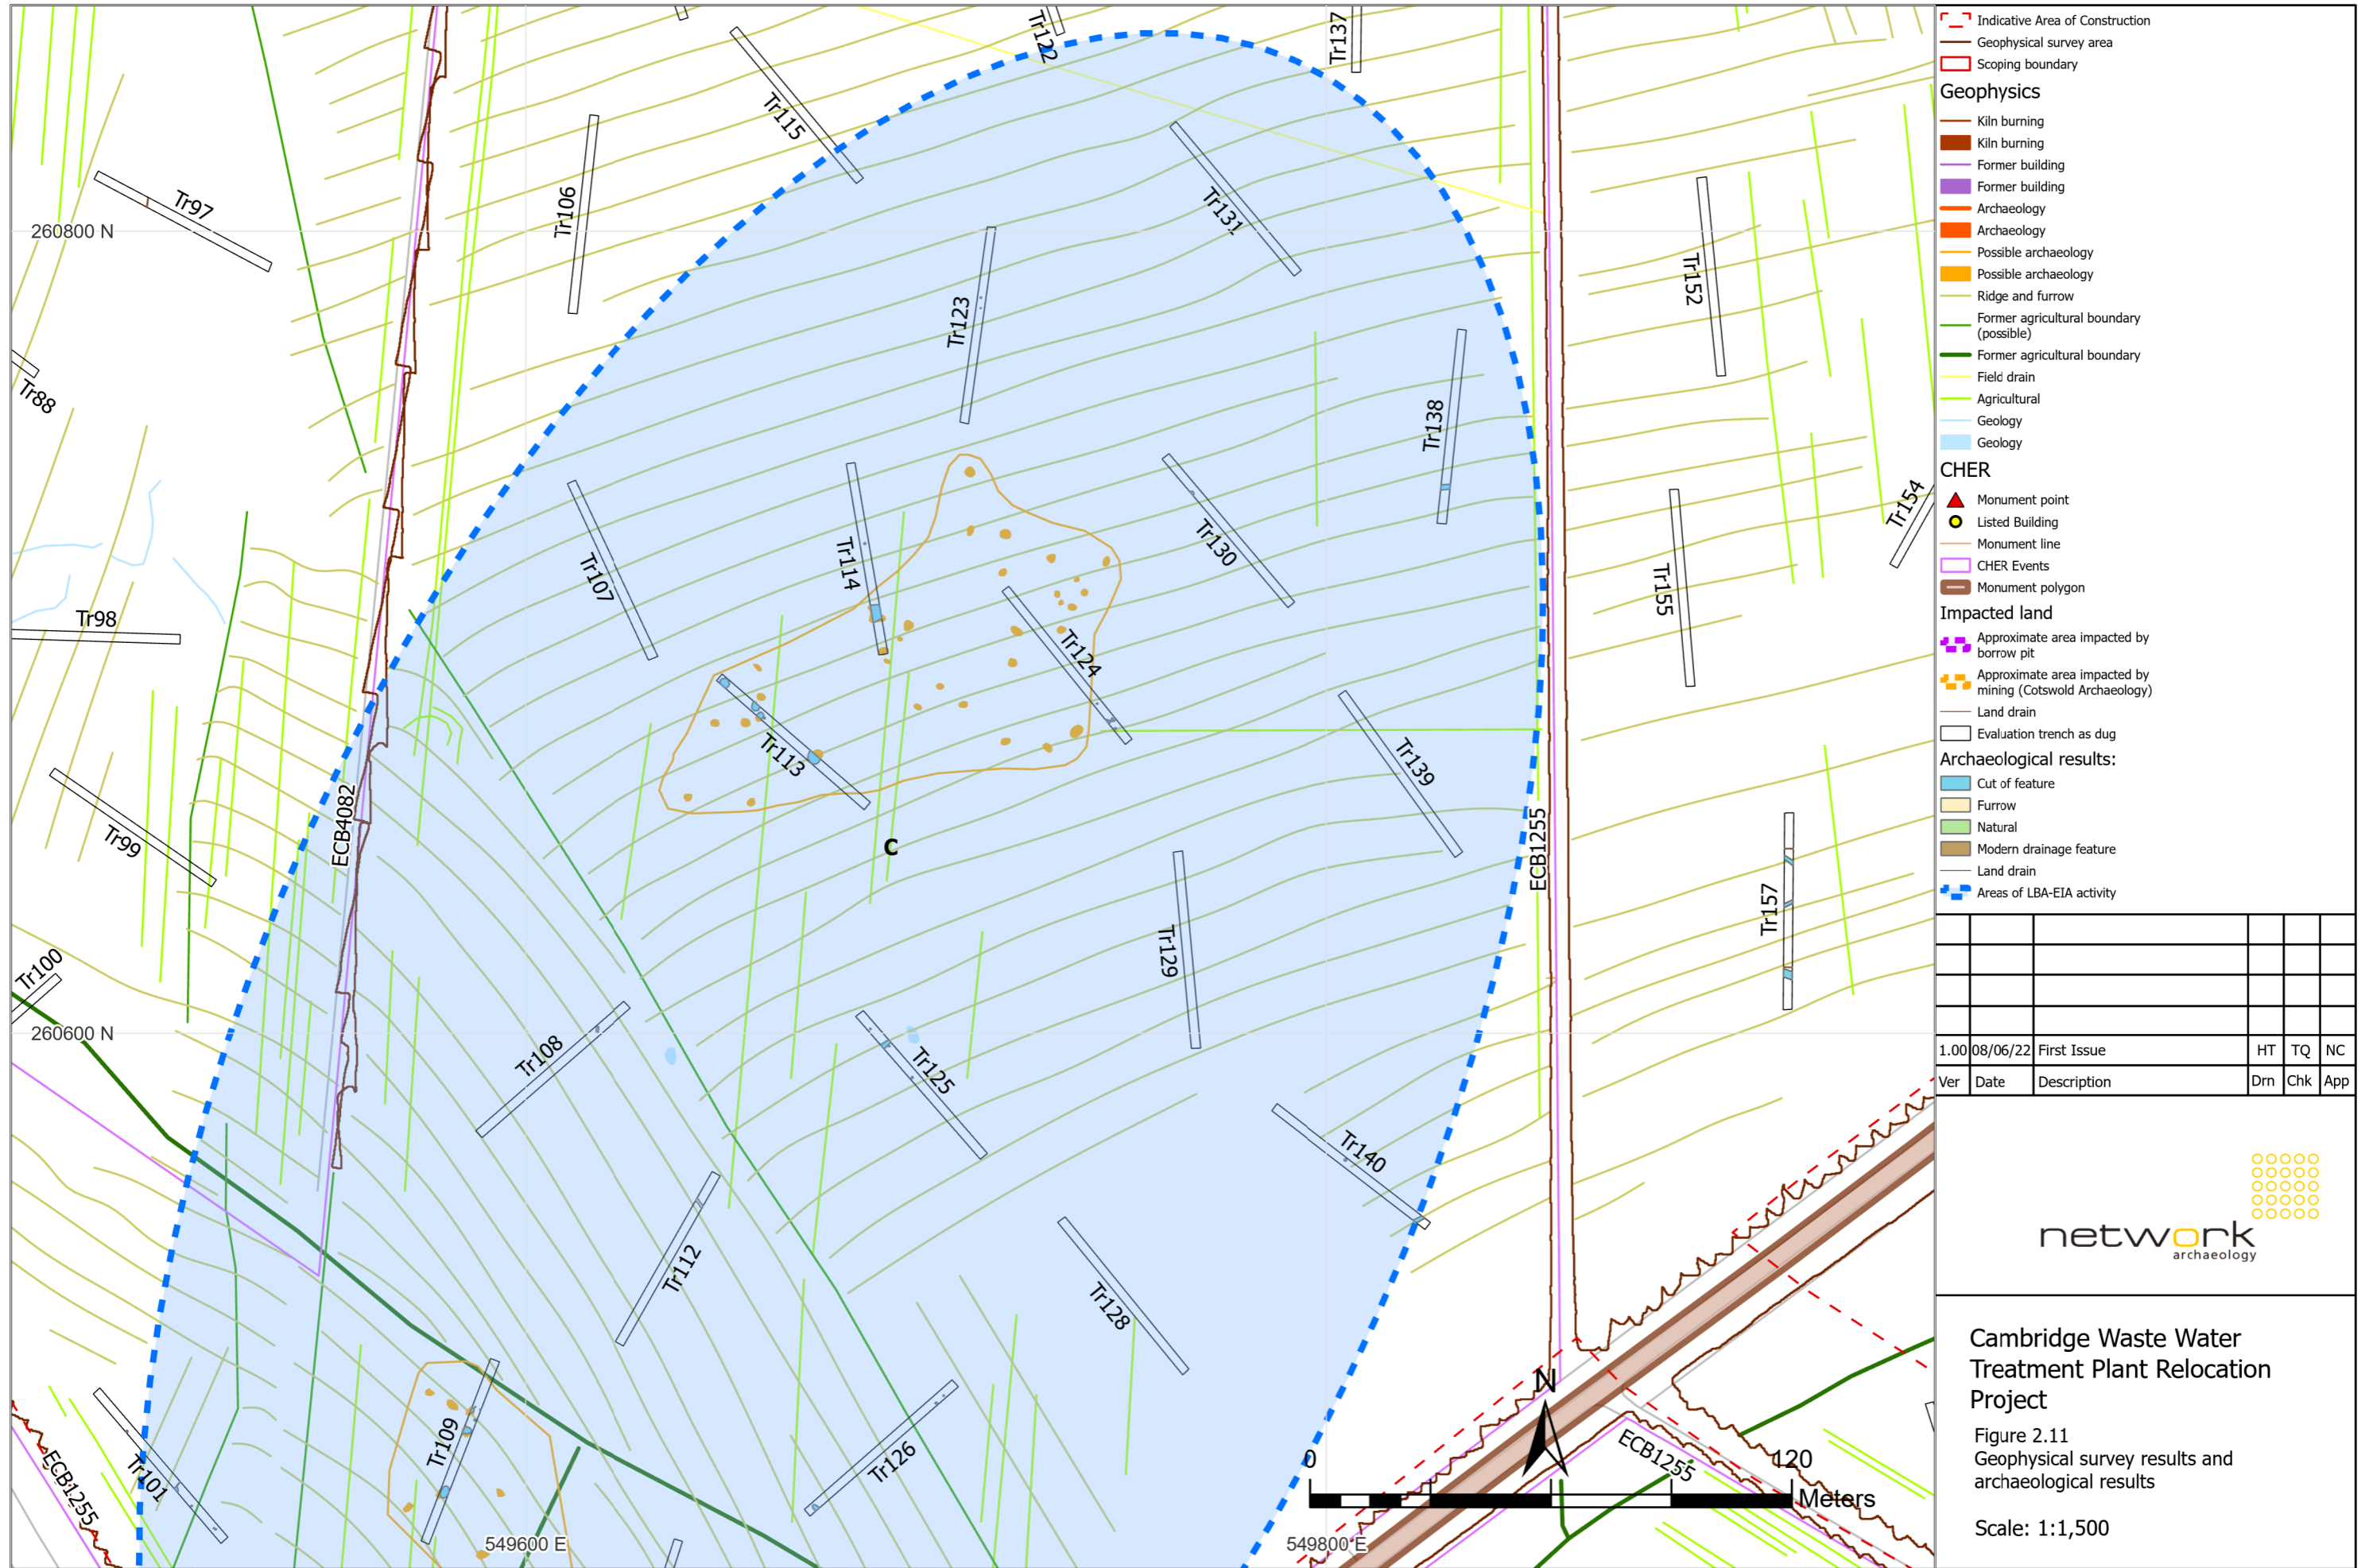 Tr122
Tr137
Tr115
Tr97
Tr106
Tr131
260800 N
Tr152
Tr123
Tr88
Tr138
Tr154
Tr130
Tr114
Tr107
Tr155
Tr98
Tr124
Tr113
Tr139
Tr99
ECB4082
C
ECB1255
Tr157
Tr129
Tr100
260600 N
Tr108
Tr125
Tr140
Tr112
Tr128
N
Tr109
Tr126
ECB1255
Tr101
ECB1255
0
120
Meters
549600 E
549800 E
Indicative Area of Construction
Geophysical survey area
Scoping boundary
Geophysics
Kiln burning
Kiln burning
Former building
Former building
Archaeology
Archaeology
Possible archaeology
Possible archaeology
Ridge and furrow
Former agricultural boundary
(possible)
Former agricultural boundary
Field drain
Agricultural
Geology
Geology
CHER
Monument point
Listed Building
Monument line
CHER Events
Monument polygon
Impacted land
Approximate area impacted by
borrow pit
Approximate area impacted by
mining (Cotswold Archaeology)
Land drain
Evaluation trench as dug
Archaeological results:
Cut of feature
Furrow
Natural
Modern drainage feature
Land drain
Areas of LBA-EIA activity
1.00 08/06/22 First Issue HT TQ NC
Ver Date Description Drn Chk App
network
archaeology
Cambridge Waste Water
Treatment Plant Relocation
Project
Figure 2.11
Geophysical survey results and
archaeological results
Scale: 1:1,500